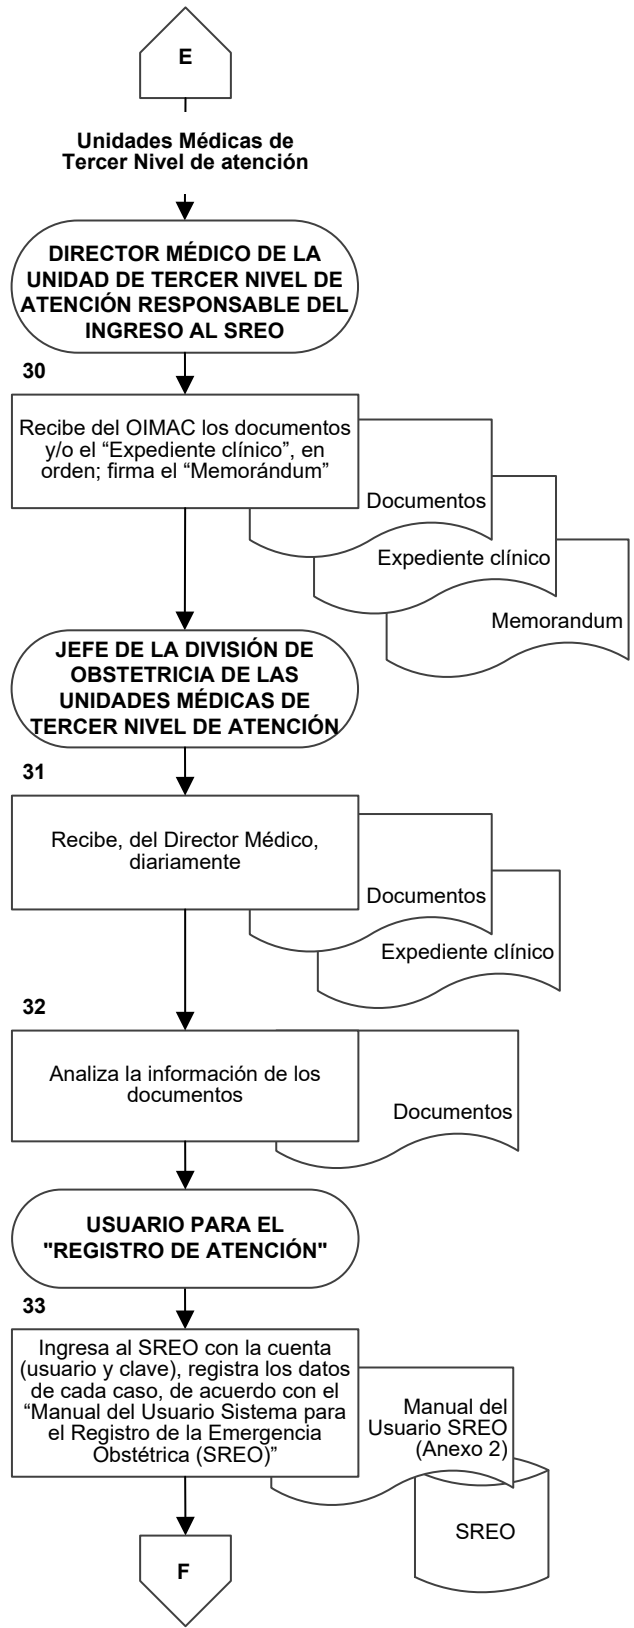 E
Unidades Médicas de
Tercer Nivel de atención
DIRECTOR MÉDICO DE LA
UNIDAD DE TERCER NIVEL DE
ATENCIÓN RESPONSABLE DEL
INGRESO AL SREO
30
Recibe del OIMAC los documentos
y/o el “Expediente clínico”, en
orden; firma el “Memorándum”
Documentos
Expediente clínico
Memorandum
JEFE DE LA DIVISIÓN DE
OBSTETRICIA DE LAS
UNIDADES MÉDICAS DE
TERCER NIVEL DE ATENCIÓN
31
Recibe, del Director Médico,
diariamente
Documentos
Expediente clínico
32
Analiza la información de los
documentos
Documentos
USUARIO PARA EL
"REGISTRO DE ATENCIÓN"
33
Ingresa al SREO con la cuenta
(usuario y clave), registra los datos
de cada caso, de acuerdo con el
“Manual del Usuario Sistema para
el Registro de la Emergencia
Obstétrica (SREO)”
Manual del
Usuario SREO
(Anexo 2)
SREO
F